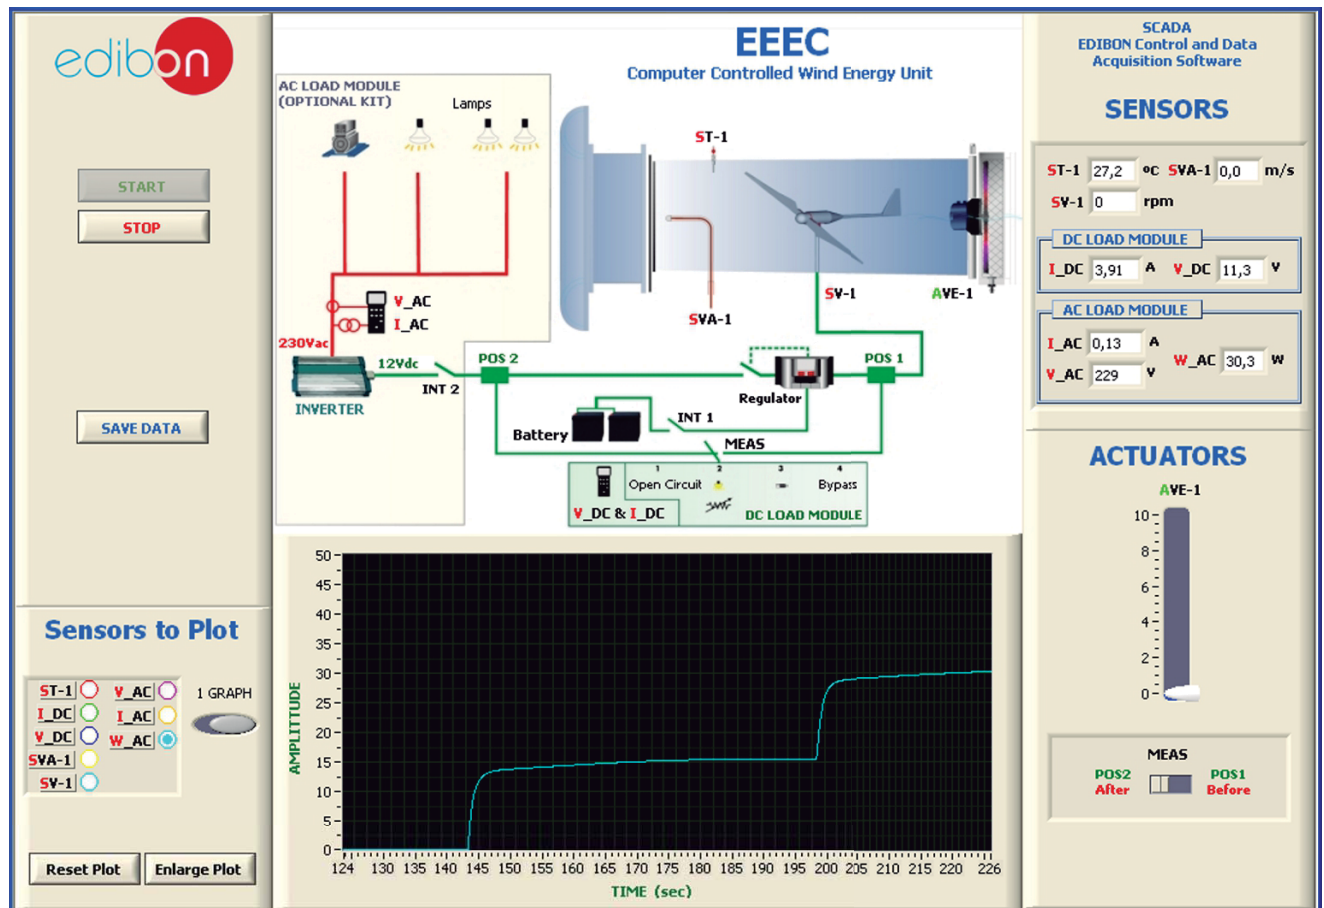 edibon
START
STOP
SAVE DATA
Sensors to Plot
ST-1
I_DC
V_DC
SVA-1
SV-1
V_AC
I_AC
W_AC
1 GRAPH
Reset Plot
Enlarge Plot
EEEC
Computer Controlled Wind Energy Unit
AC LOAD MODULE
(OPTIONAL KIT)
Lamps
ST-1
SVA-1
SV-1
AVE-1
V_AC
I_AC
230Vac
12Vdc
INVERTER
INT 2
POS 2
POS 1
Regulator
INT 1
Battery
MEAS
1 2 3 4
Open Circuit
Bypass
V_DC & I_DC
DC LOAD MODULE
AMPLITTUDE
50
45
40
35
30
25
20
15
10
5
0
124 130 135 140 145 150 155 160 165 170 175 180 185 190 195 200 205 210 215 220 226
TIME (sec)
SCADA
EDIBON Control and Data
Acquisition Software
SENSORS
ST-1 27,2 ºC SVA-1 0,0 m/s
SV-1 0 rpm
DC LOAD MODULE
I_DC 3,91 A V_DC 11,3 V
AC LOAD MODULE
I_AC 0,13 A
V_AC 229 V
W_AC 30,3 W
ACTUATORS
AVE-1
10
8
6
4
2
0
MEAS
POS2
After
POS1
Before